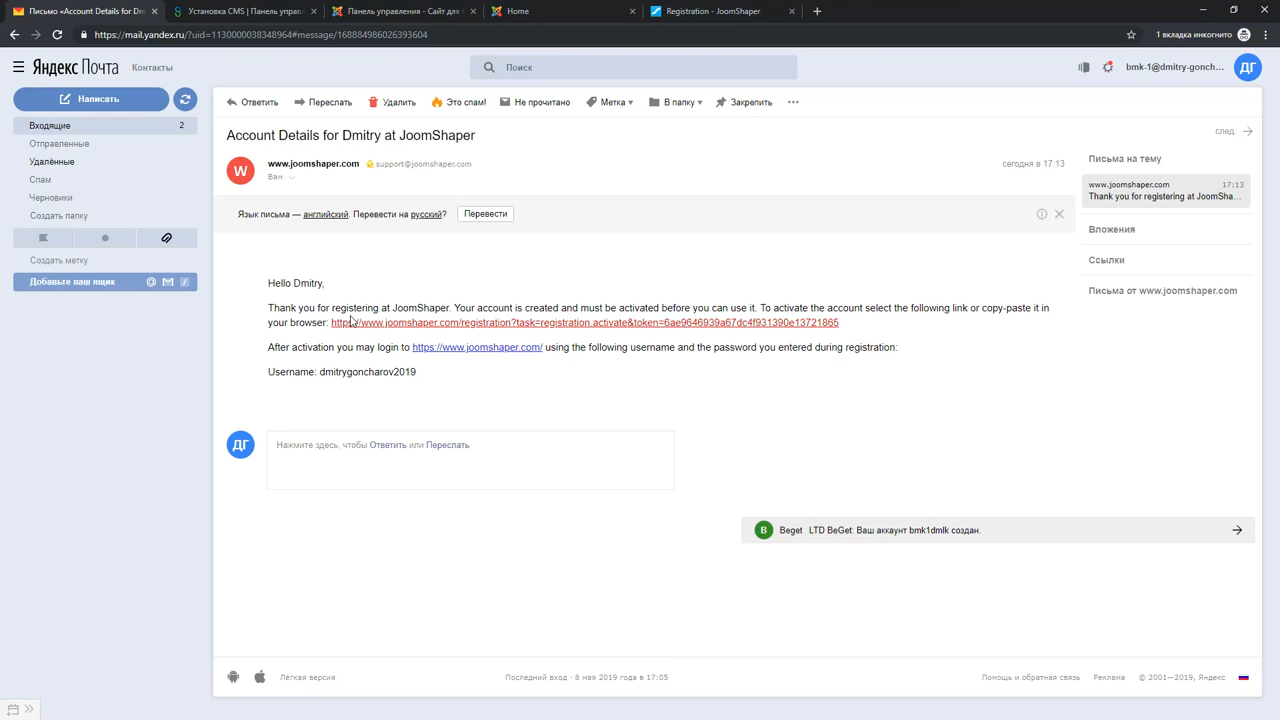 Письмо «Account Details for Dm
Установка CMS | Панель управ
Панель управления - Сайт для
Home
Registration - JoomShaper
https://mail.yandex.ru/?uid=1130000038348964#message/168884986026393604
1 вкладка инкогнито
Яндекс Почта
Контакты
Поиск
bmk-1@dmitry-gonch...
ДГ
Написать
Ответить
Переслать
Удалить
Это спам!
Не прочитано
Метка
В папку
Закрепить
Входящие 2
Отправленные
Удалённые
Спам
Черновики
Создать папку
Создать метку
Добавьте ваш ящик
Account Details for Dmitry at JoomShaper
след.
W
www.joomshaper.com support@joomshaper.com
сегодня в 17:13
Вам
Язык письма — английский. Перевести на русский? Перевести
Hello Dmitry,
Thank you for registering at JoomShaper. Your account is created and must be activated before you can use it. To activate the account select the following link or copy-paste it in
your browser: https://www.joomshaper.com/registration?task=registration.activate&token=6ae9646939a67dc4f931390e13721865
After activation you may login to https://www.joomshaper.com/ using the following username and the password you entered during registration:
Username: dmitrygoncharov2019
ДГ
Нажмите здесь, чтобы Ответить или Переслать
B
Beget LTD BeGet: Ваш аккаунт bmk1dmlk создан.
Письма на тему
www.joomshaper.com 17:13
Thank you for registering at JoomSha...
Вложения
Ссылки
Письма от www.joomshaper.com
Лёгкая версия
Последний вход - 8 мая 2019 года в 17:05
Помощь и обратная связь
Реклама
© 2001—2019, Яндекс